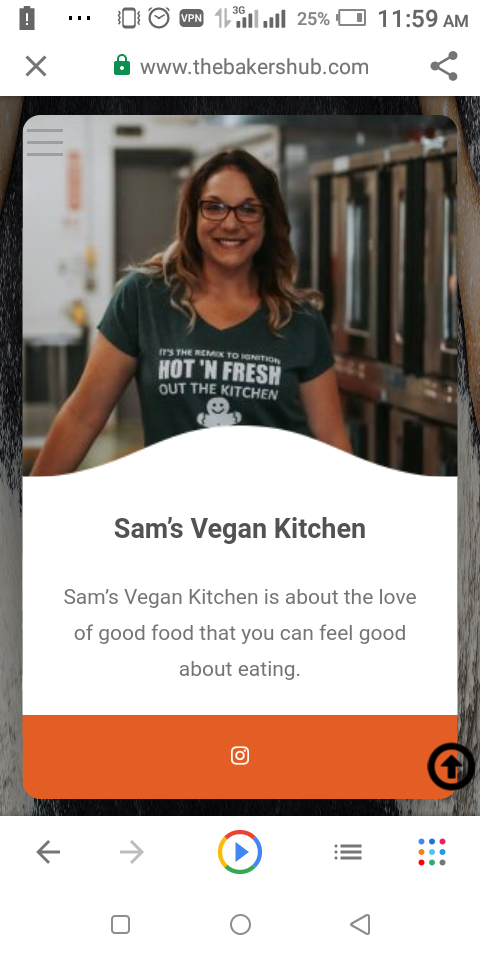 VPN
3G
25%
11:59 AM
www.thebakershub.com
IT'S THE REMIX TO IGNITION
HOT 'N FRESH
OUT THE KITCHEN
Sam’s Vegan Kitchen
Sam’s Vegan Kitchen is about the love
of good food that you can feel good
about eating.